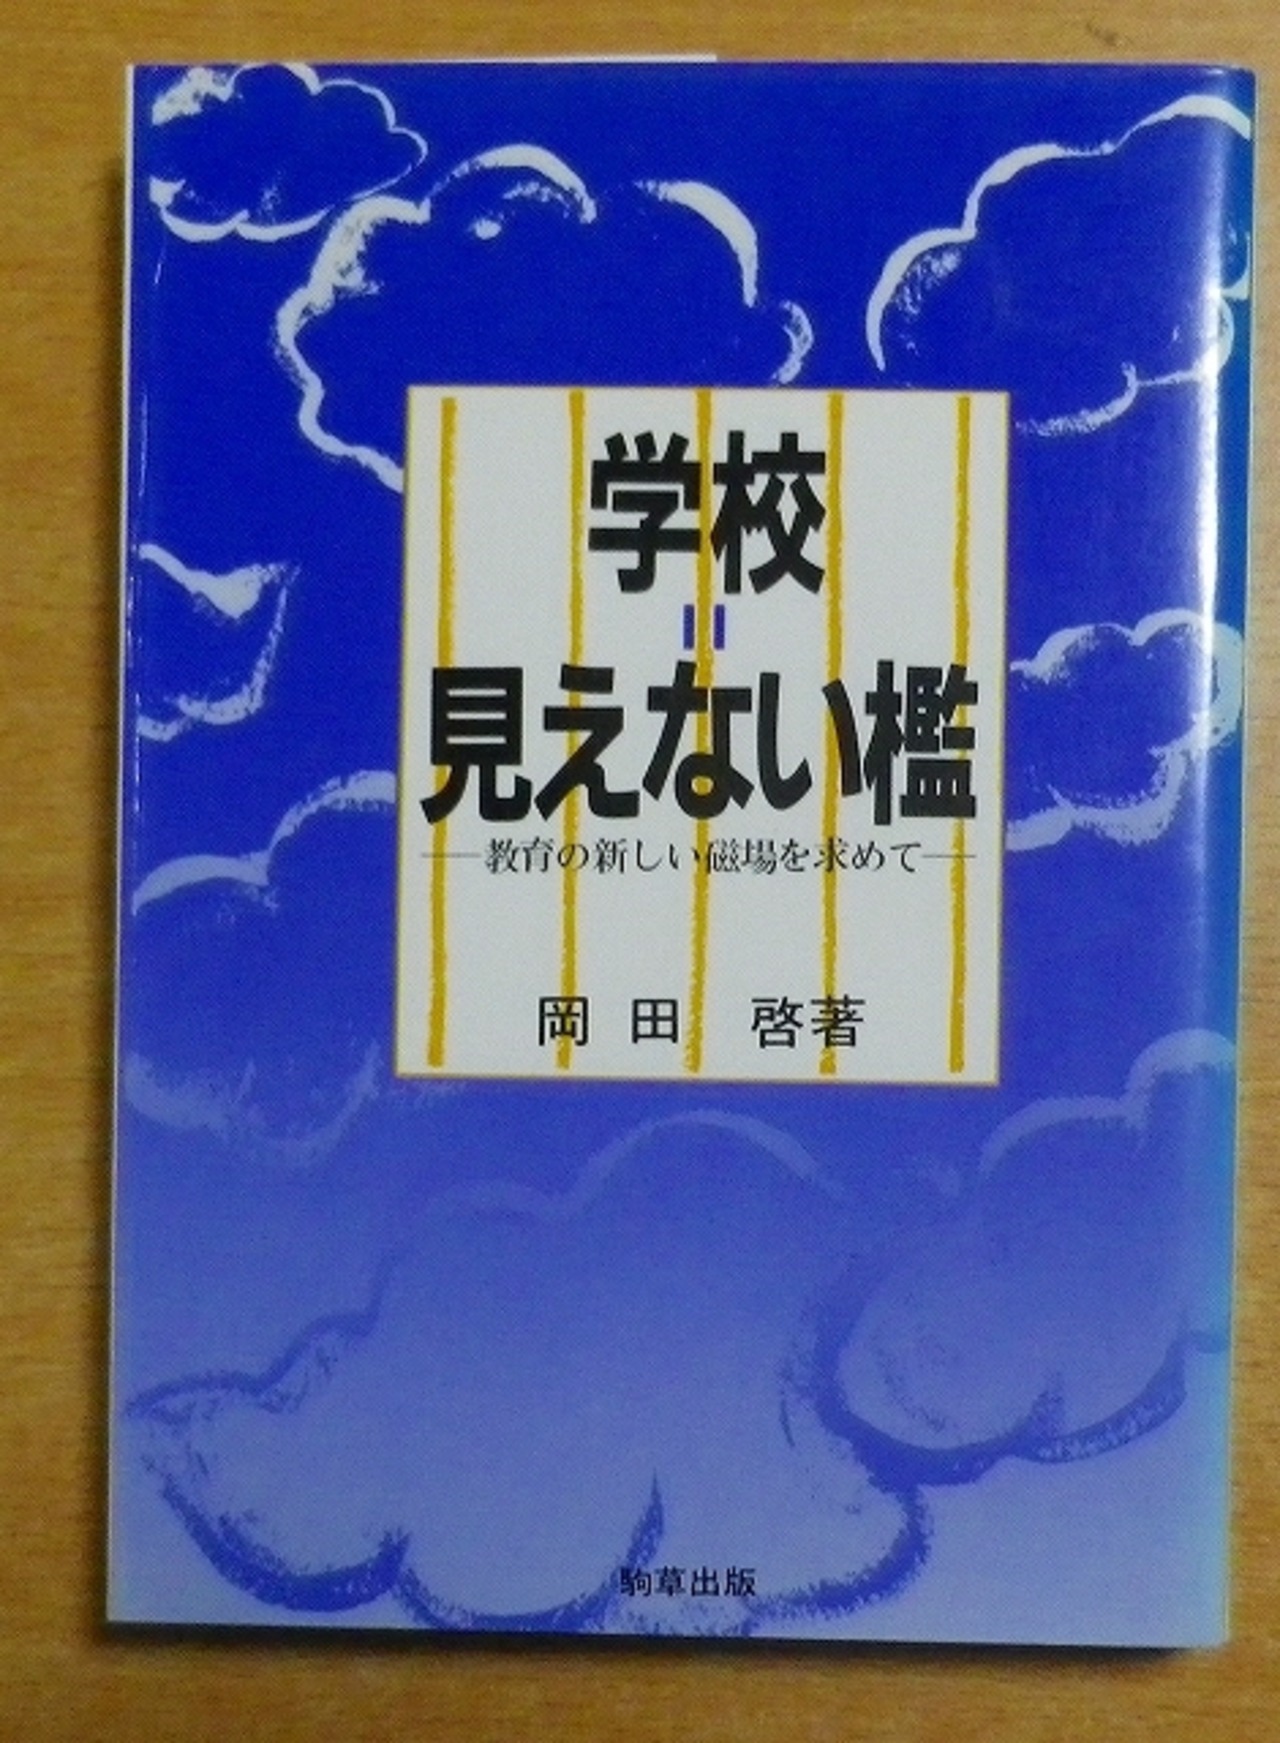 学校
=
見えない檻
―教育の新しい磁場を求めて―
岡田 啓著
駒草出版